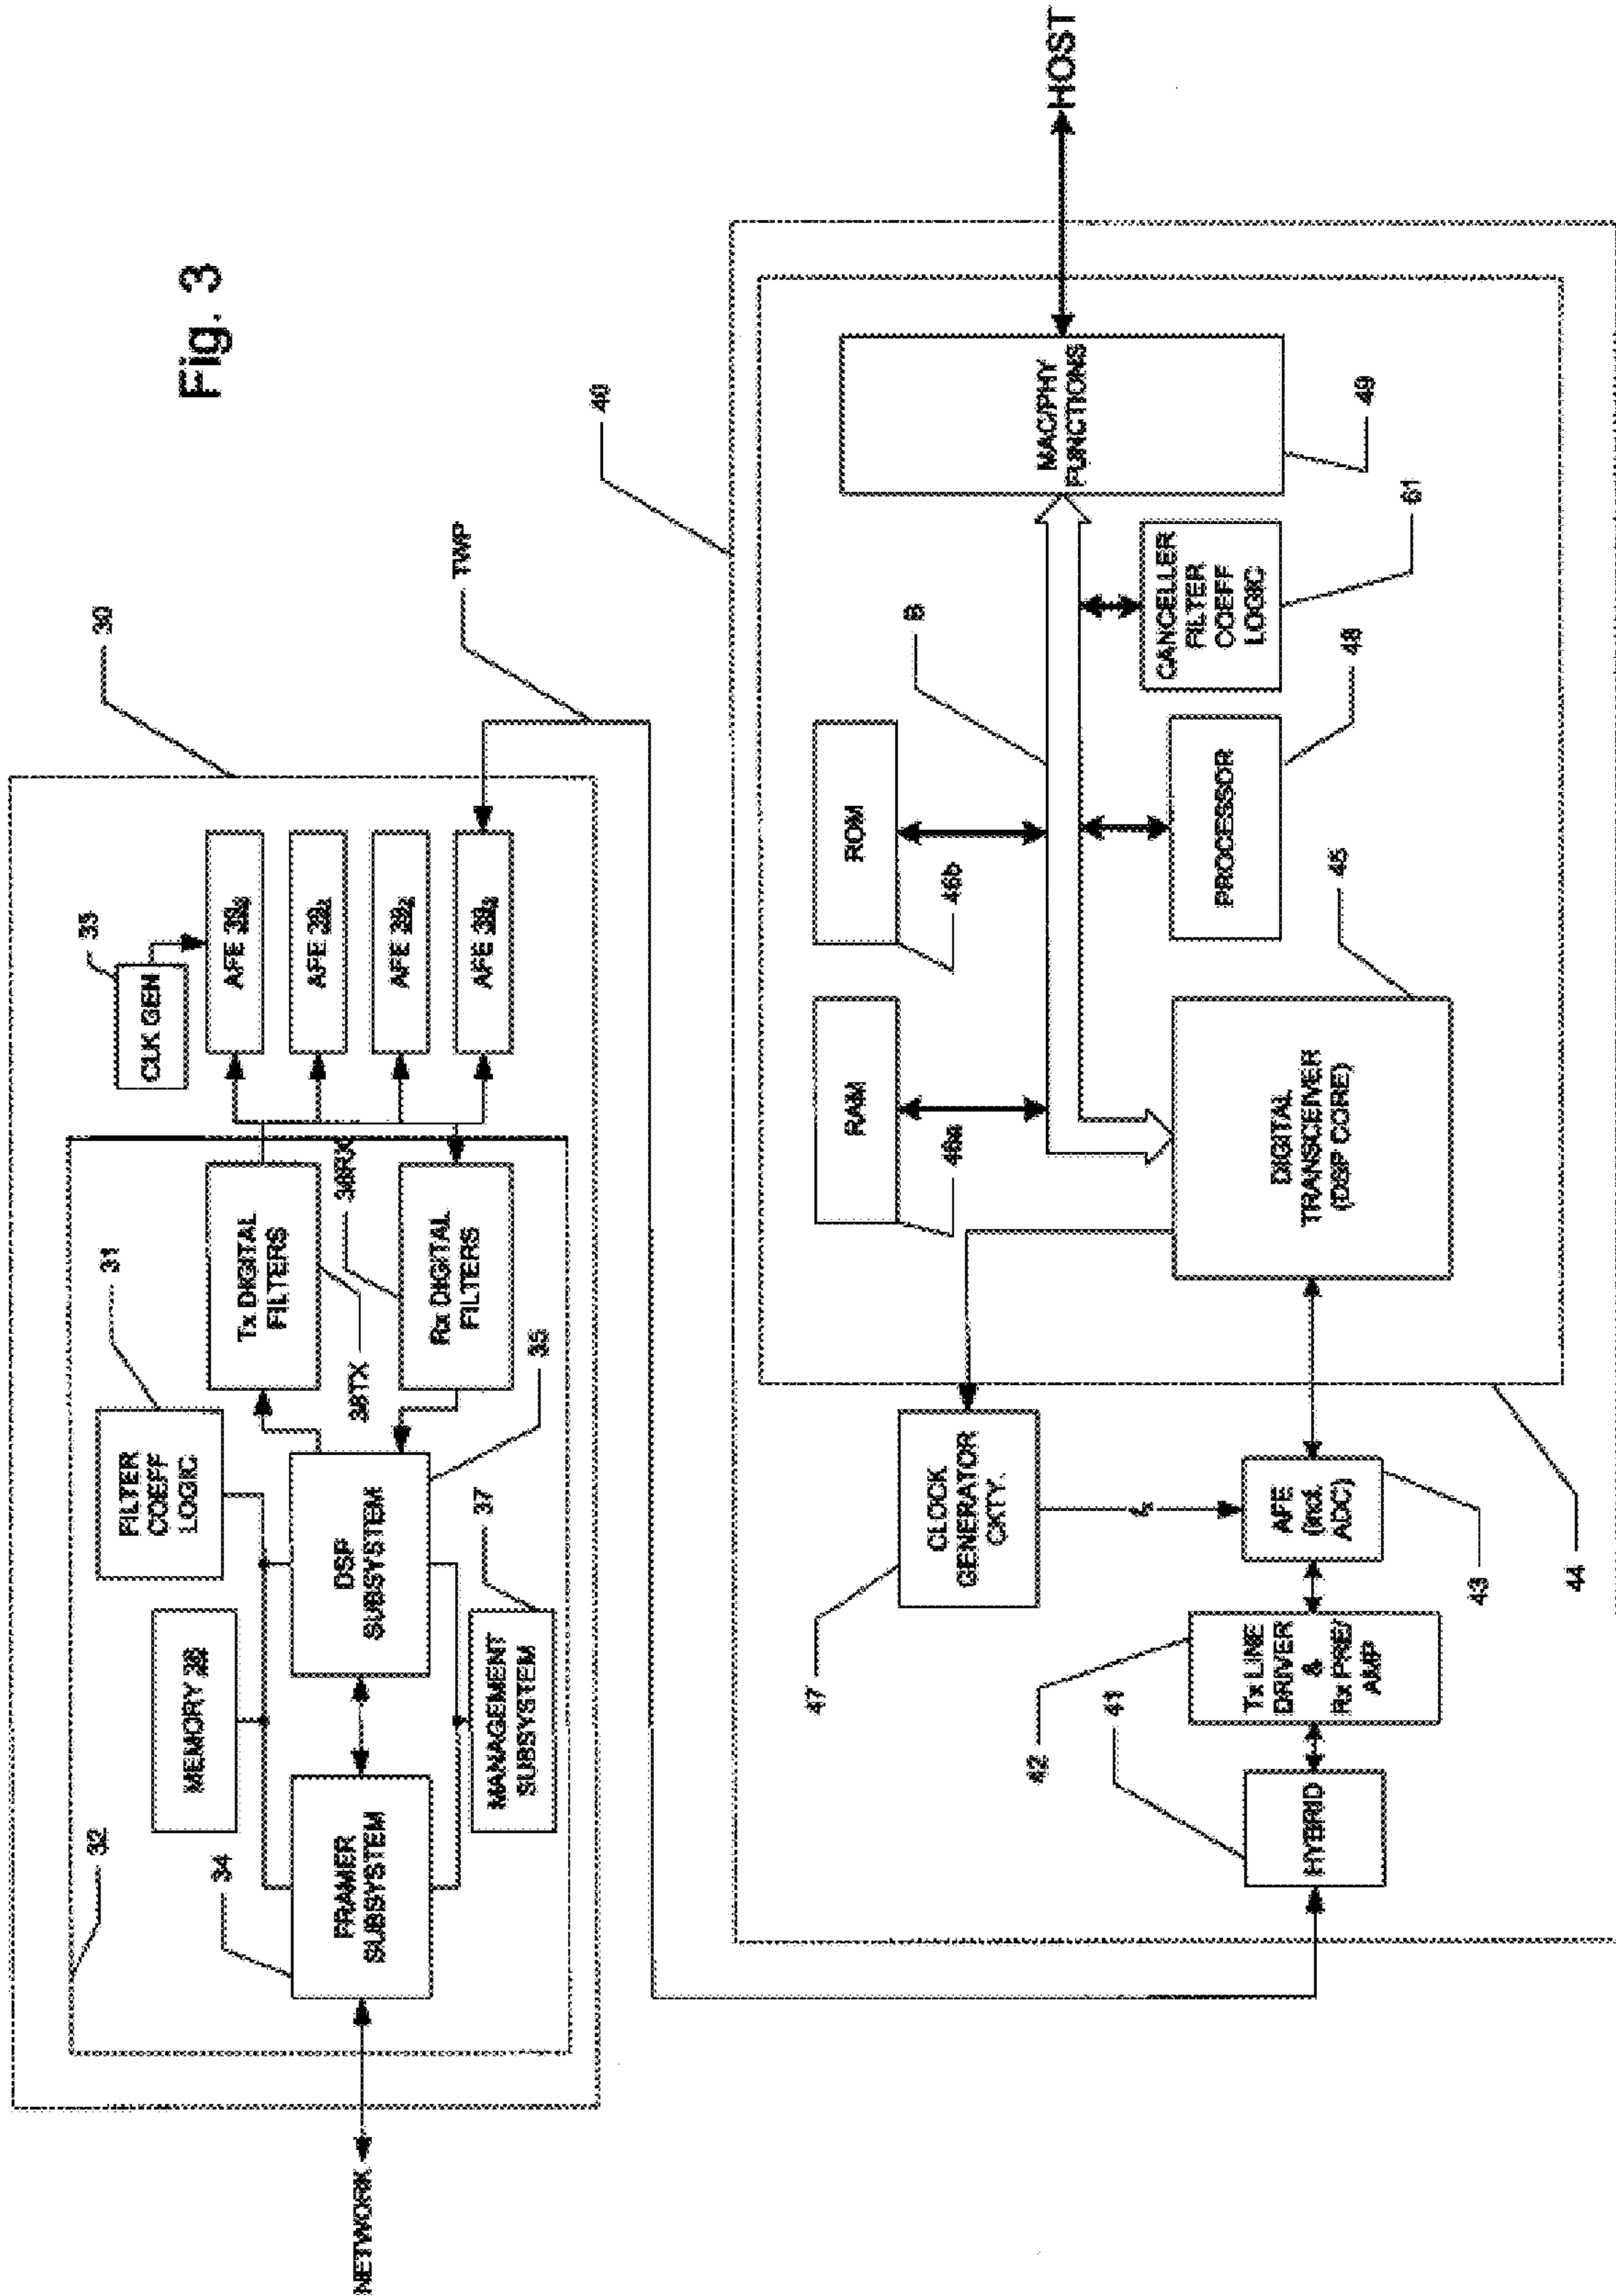 Fig. 3
30
32
31
FILTER
COEFF
LOGIC
MEMORY 36
34
FRAMER
SUBSYSTEM
DSP
SUBSYSTEM
35
MANAGEMENT
SUBSYSTEM
37
Tx DIGITAL
FILTERS
38TX
38RX
Rx DIGITAL
FILTERS
33
CLK GEN
AFE
AFE
AFE
AFE
NETWORK
TWP
40
RAM
46a
ROM
46b
B
MAC/PHY
FUNCTIONS
49
HOST
CLOCK
GENERATOR
CKTY.
47
fs
HYBRID
41
42
Tx LINE
DRIVER
&
Rx PRE/
AMP
AFE
(incl.
ADC)
43
44
DIGITAL
TRANSCEIVER
(DSP CORE)
45
PROCESSOR
48
CANCELLER
FILTER
COEFF
LOGIC
61